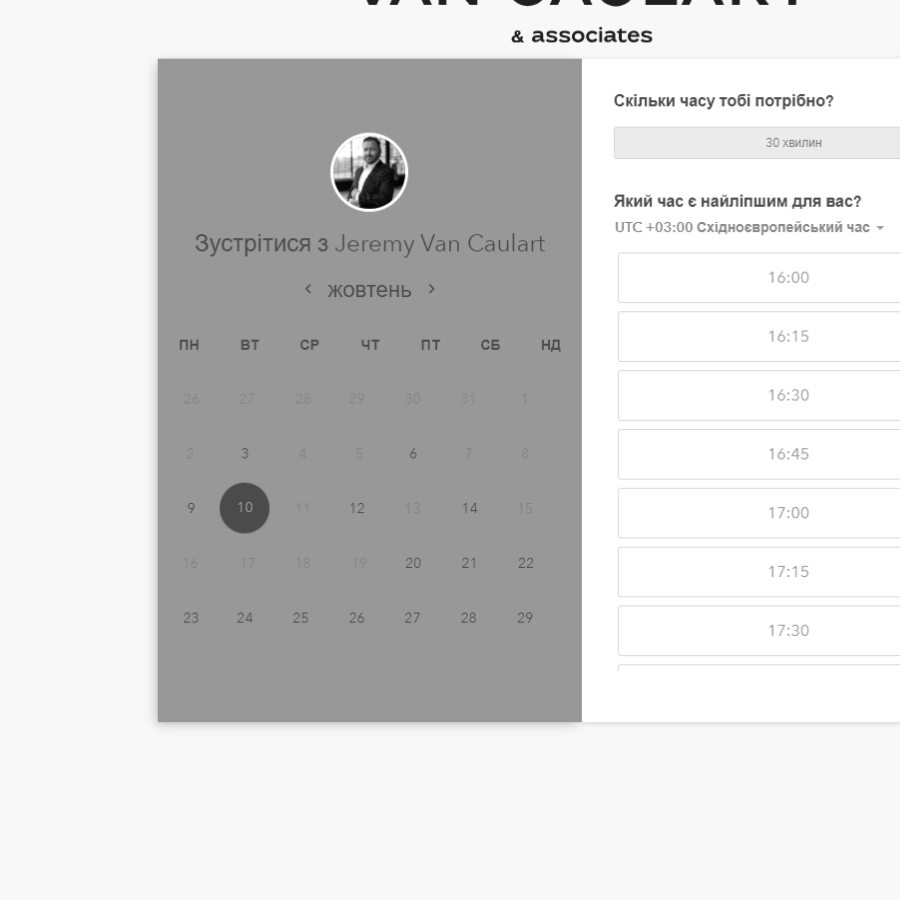 VAN CAULART
& associates
Зустрітися з Jeremy Van Caulart
жовтень
ПН ВТ СР ЧТ ПТ СБ НД
26 27 28 29 30 31 1
2 3 4 5 6 7 8
9 10 11 12 13 14 15
16 17 18 19 20 21 22
23 24 25 26 27 28 29
Скільки часу тобі потрібно?
30 хвилин
Який час є найліпшим для вас?
UTC +03:00 Східноєвропейський час
16:00
16:15
16:30
16:45
17:00
17:15
17:30